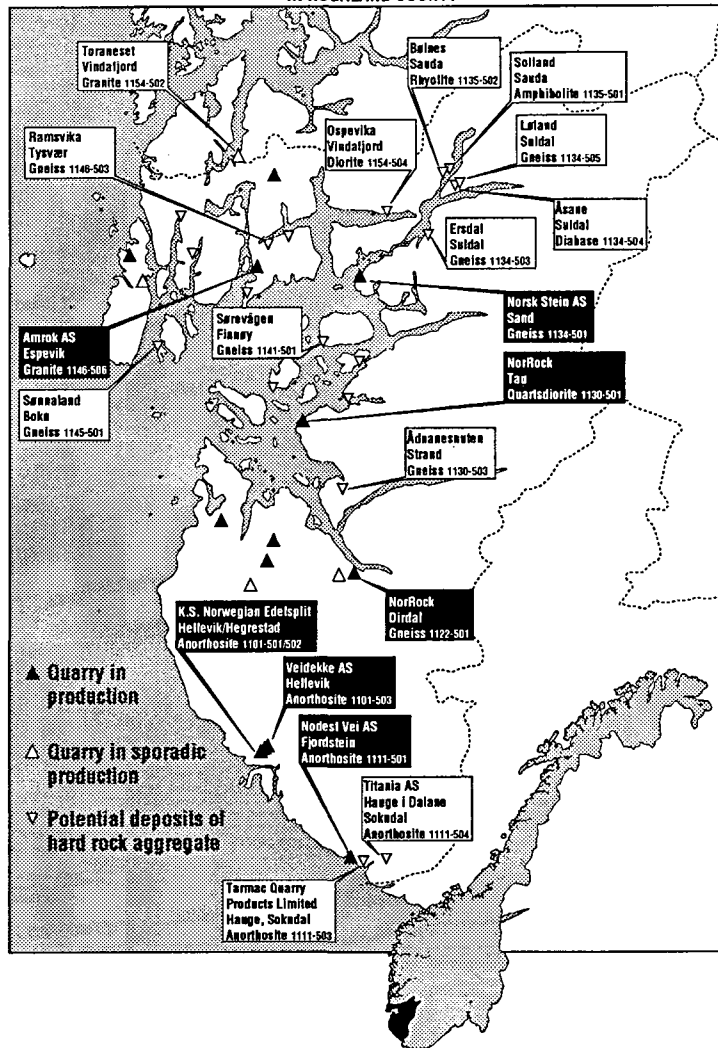 Toraneset
Vindafjord
Granite 1154-502
Bølnes
Sauda
Rhyolite 1135-502
Solland
Sauda
Amphibolite 1135-501
Ramsvika
Tysvær
Gneiss 1146-503
Ospevika
Vindafjord
Diorite 1154-504
Løland
Suldal
Gneiss 1134-505
Åsane
Suldal
Diabase 1134-504
Ersdal
Suldal
Gneiss 1134-503
Norsk Stein AS
Sand
Gneiss 1134-501
Amrok AS
Espevik
Granite 1146-506
Sørevågen
Finnøy
Gneiss 1141-501
NorRock
Tau
Quartsdiorite 1130-501
Sønnaland
Bokn
Gneiss 1145-501
Ådnanesnuten
Strand
Gneiss 1130-503
K.S. Norwegian Edelsplit
Hellevik/Hegrestad
Anorthosite 1101-501/502
NorRock
Dirdal
Gneiss 1122-501
Veidekke AS
Hellevik
Anorthosite 1101-503
Nodest Vei AS
Fjordstein
Anorthosite 1111-501
Titania AS
Hauge i Dalane
Sokndal
Anorthosite 1111-504
Tarmac Quarry
Products Limited
Hauge, Sokndal
Anorthosite 1111-503
Quarry in
production
Quarry in sporadic
production
Potential deposits of
hard rock aggregate